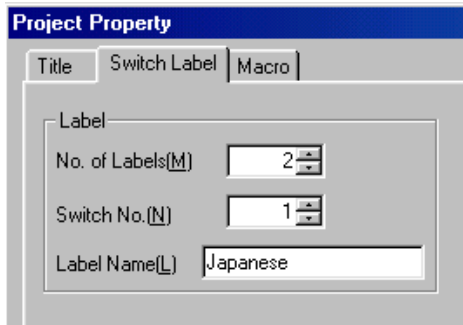 Project Property
Title Switch Label Macro
Label
No. of Labels(M) 2
Switch No.(N) 1
Label Name(L) Japanese